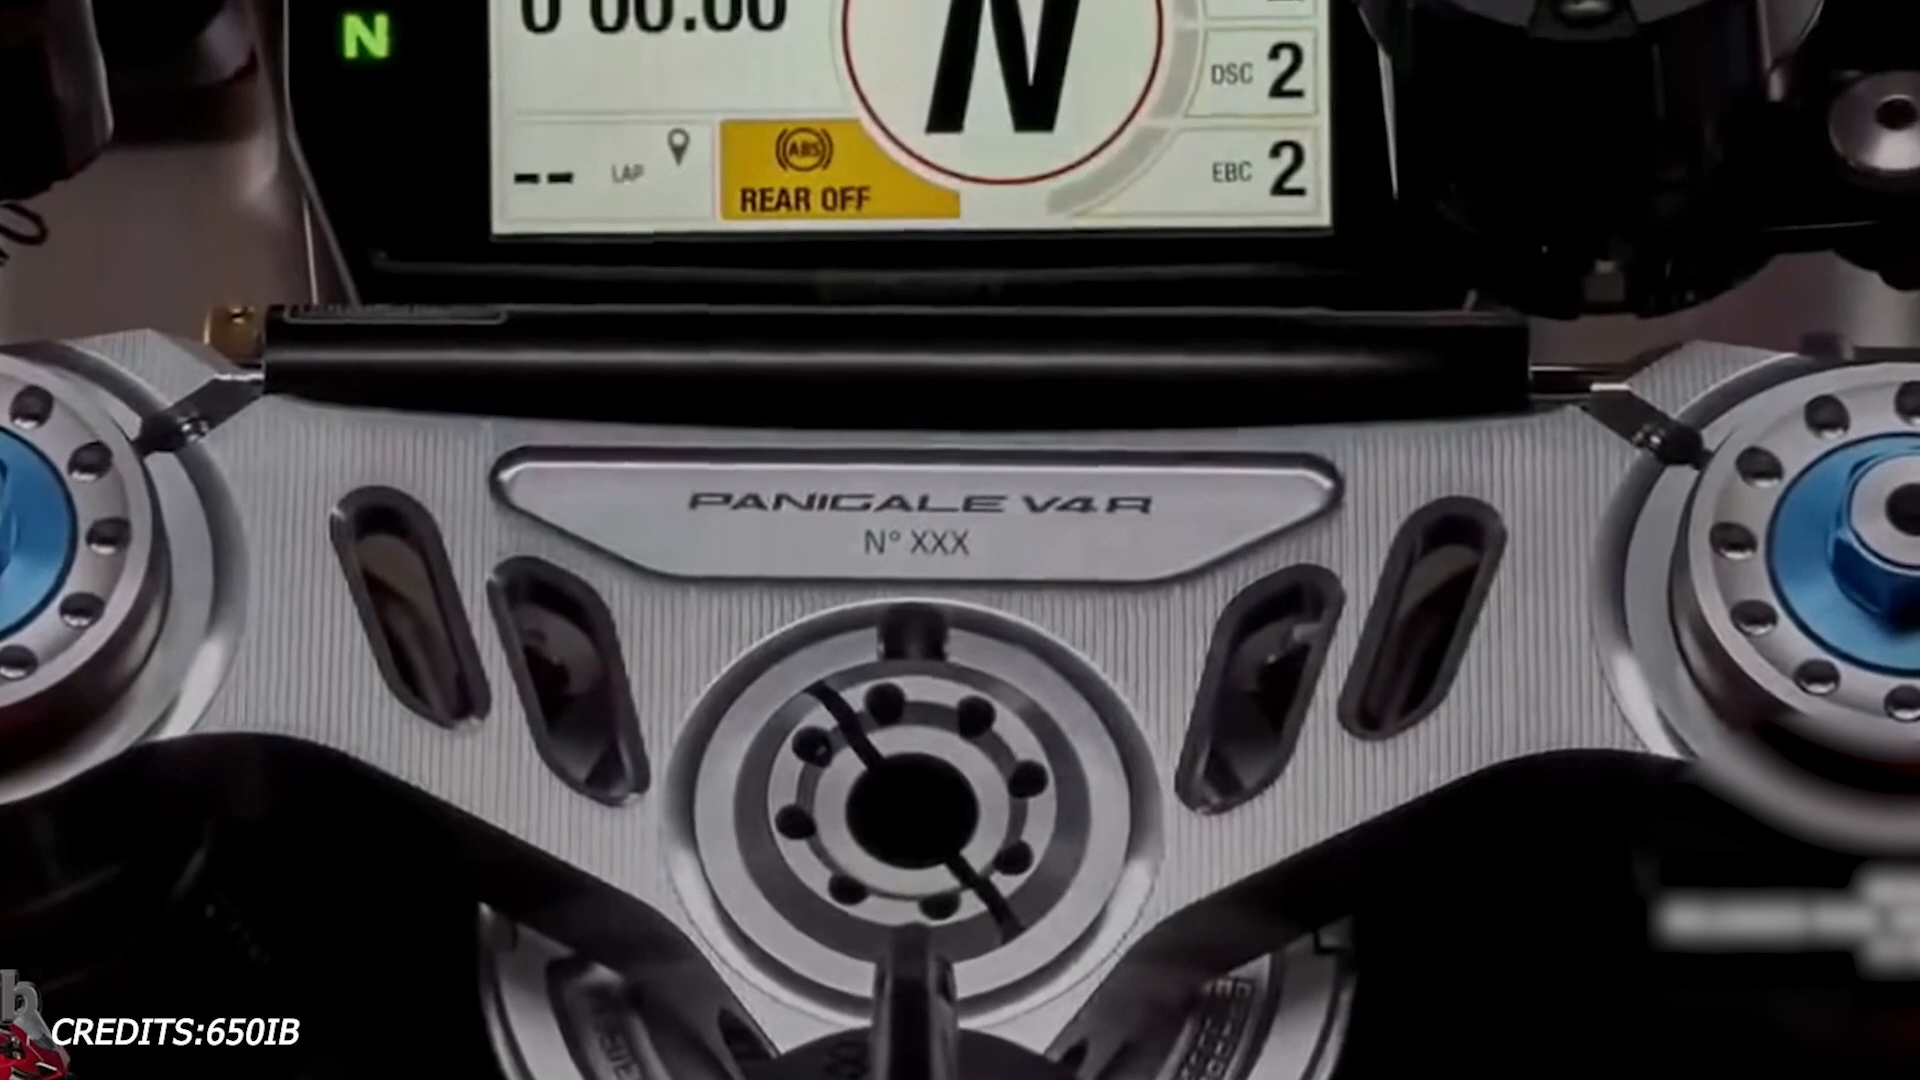 N
0'00.00
N
DSC 2
-- LAP
ABS
REAR OFF
EBC 2
PANIGALE V4 R
N° XXX
CREDITS:650IB